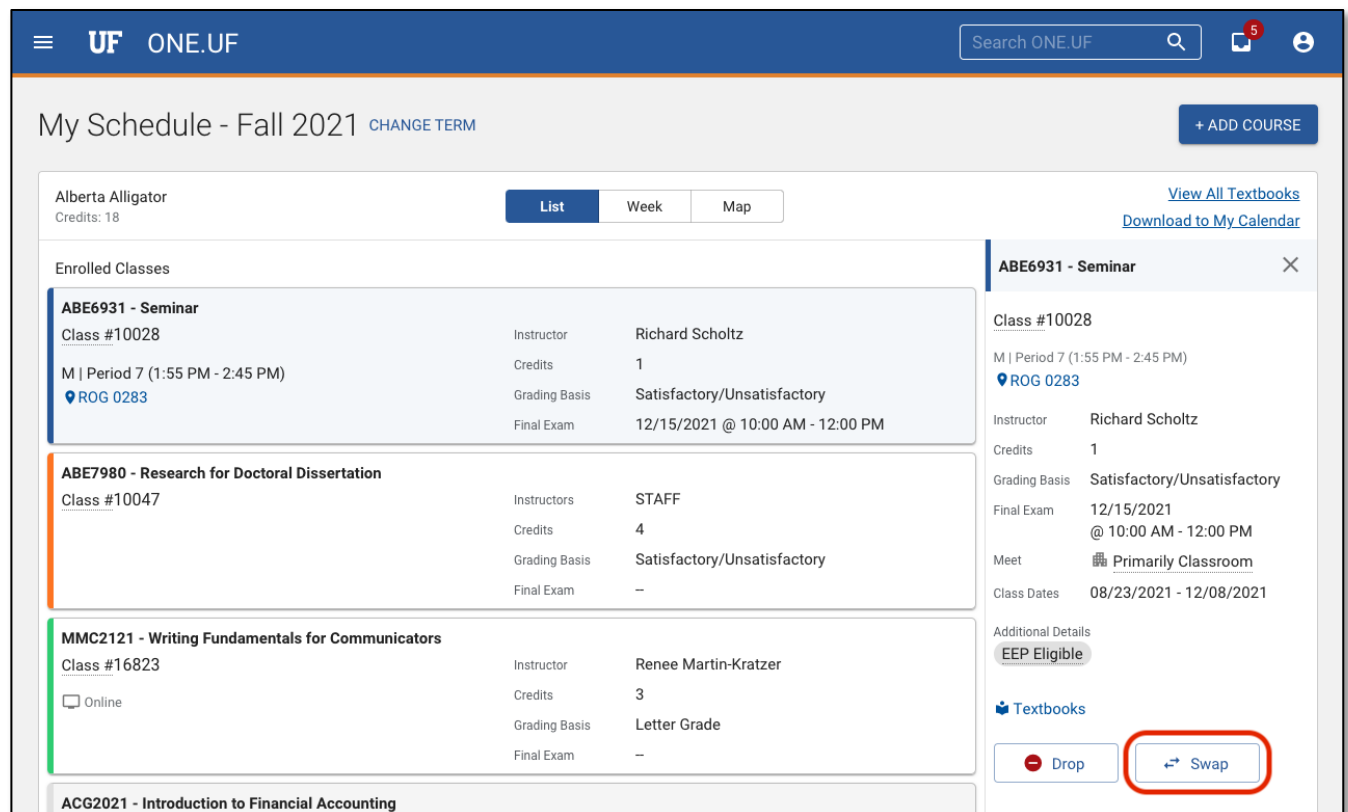 UF ONE.UF
Search ONE.UF
5
My Schedule - Fall 2021 CHANGE TERM
+ ADD COURSE
Alberta Alligator
Credits: 18
List Week Map
View All Textbooks
Download to My Calendar
Enrolled Classes
ABE6931 - Seminar
Class #10028
M | Period 7 (1:55 PM - 2:45 PM)
ROG 0283
Instructor Richard Scholtz
Credits 1
Grading Basis Satisfactory/Unsatisfactory
Final Exam 12/15/2021 @ 10:00 AM - 12:00 PM
ABE7980 - Research for Doctoral Dissertation
Class #10047
Instructors STAFF
Credits 4
Grading Basis Satisfactory/Unsatisfactory
Final Exam --
MMC2121 - Writing Fundamentals for Communicators
Class #16823
Online
Instructor Renee Martin-Kratzer
Credits 3
Grading Basis Letter Grade
Final Exam --
ACG2021 - Introduction to Financial Accounting
ABE6931 - Seminar
Class #10028
M | Period 7 (1:55 PM - 2:45 PM)
ROG 0283
Instructor Richard Scholtz
Credits 1
Grading Basis Satisfactory/Unsatisfactory
Final Exam 12/15/2021
@ 10:00 AM - 12:00 PM
Meet Primarily Classroom
Class Dates 08/23/2021 - 12/08/2021
Additional Details
EEP Eligible
Textbooks
Drop Swap